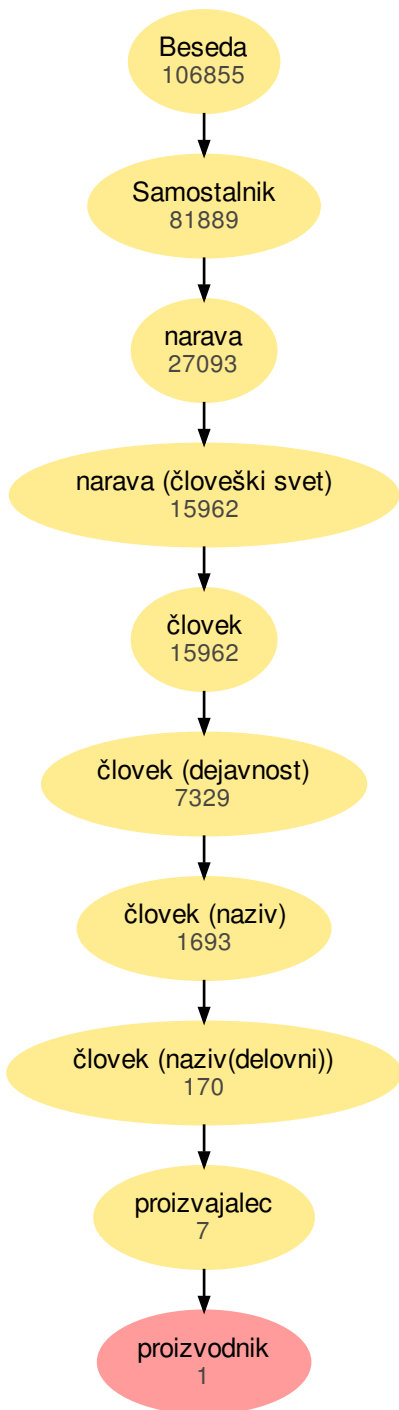 Beseda
106855
Samostalnik
81889
narava
27093
narava (človeški svet)
15962
človek
15962
človek (dejavnost)
7329
človek (naziv)
1693
človek (naziv(delovni))
170
proizvajalec
7
proizvodnik
1